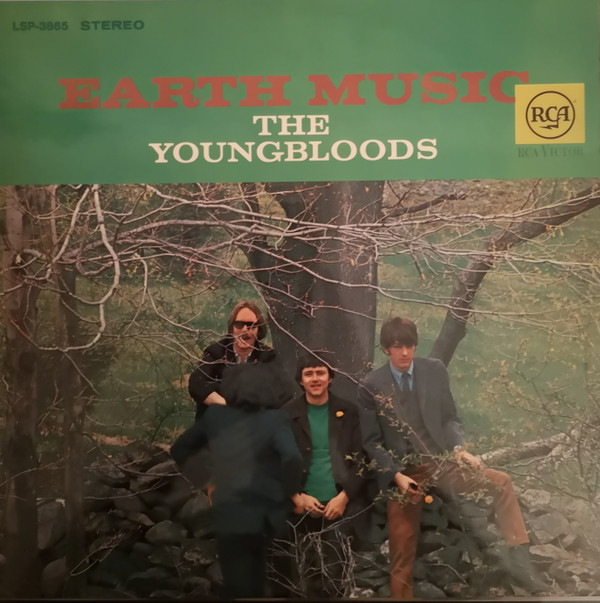 LSP-3865 STEREO
EARTH MUSIC
THE
YOUNGBLOODS
RCA
RCA VICTOR